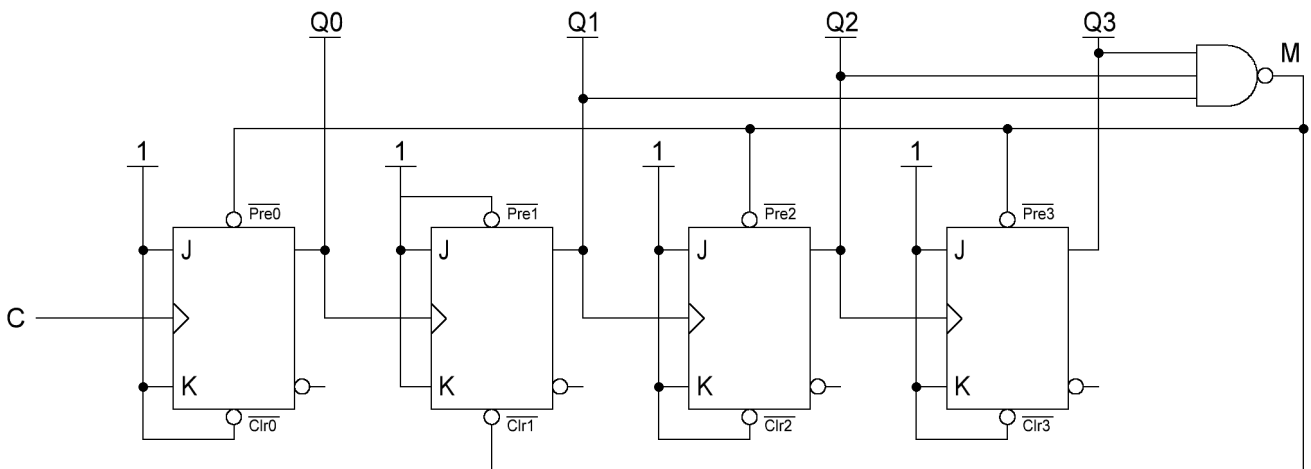 Q0 Q1 Q2 Q3
M
1 1 1 1
Pre0 Pre1 Pre2 Pre3
J J J J
C
K K K K
Clr0 Clr1 Clr2 Clr3